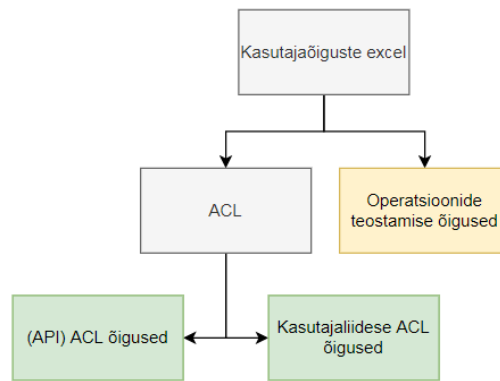 Kasutajaõiguste excel
ACL
Operatsioonide
teostamise õigused
(API) ACL õigused
Kasutajaliidese ACL
õigused